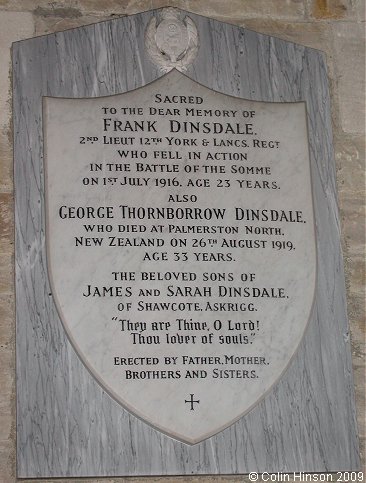 Sacred
to the Dear Memory of
Frank Dinsdale.
2nd Lieut 12th York & Lancs. Regt
who fell in action
in the Battle of the Somme
on 1st July 1916. age 23 years.
also
George Thornborrow Dinsdale.
who died at Palmerston North.
New Zealand on 26th August 1919.
age 33 years.
the beloved sons of
James and Sarah Dinsdale.
of Shawcote, Askrigg.
"They are Thine, O Lord!
Thou lover of souls."
Erected by Father, Mother,
Brothers and Sisters.
© Colin Hinson 2009